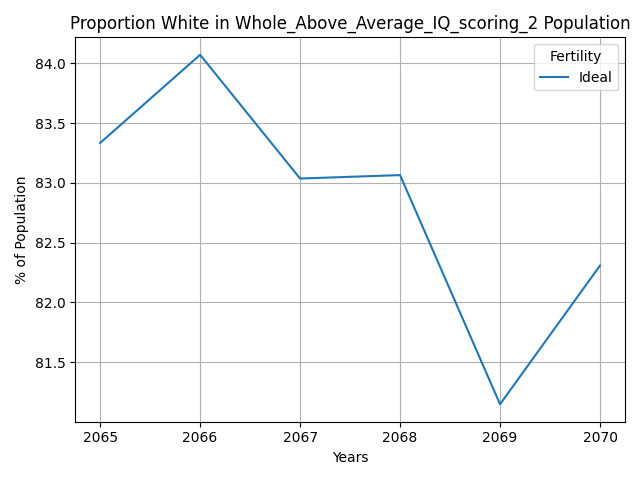 Proportion White in Whole_Above_Average_IQ_scoring_2 Population
Fertility
Ideal
84.0
83.5
83.0
82.5
82.0
81.5
% of Population
2065 2066 2067 2068 2069 2070
Years